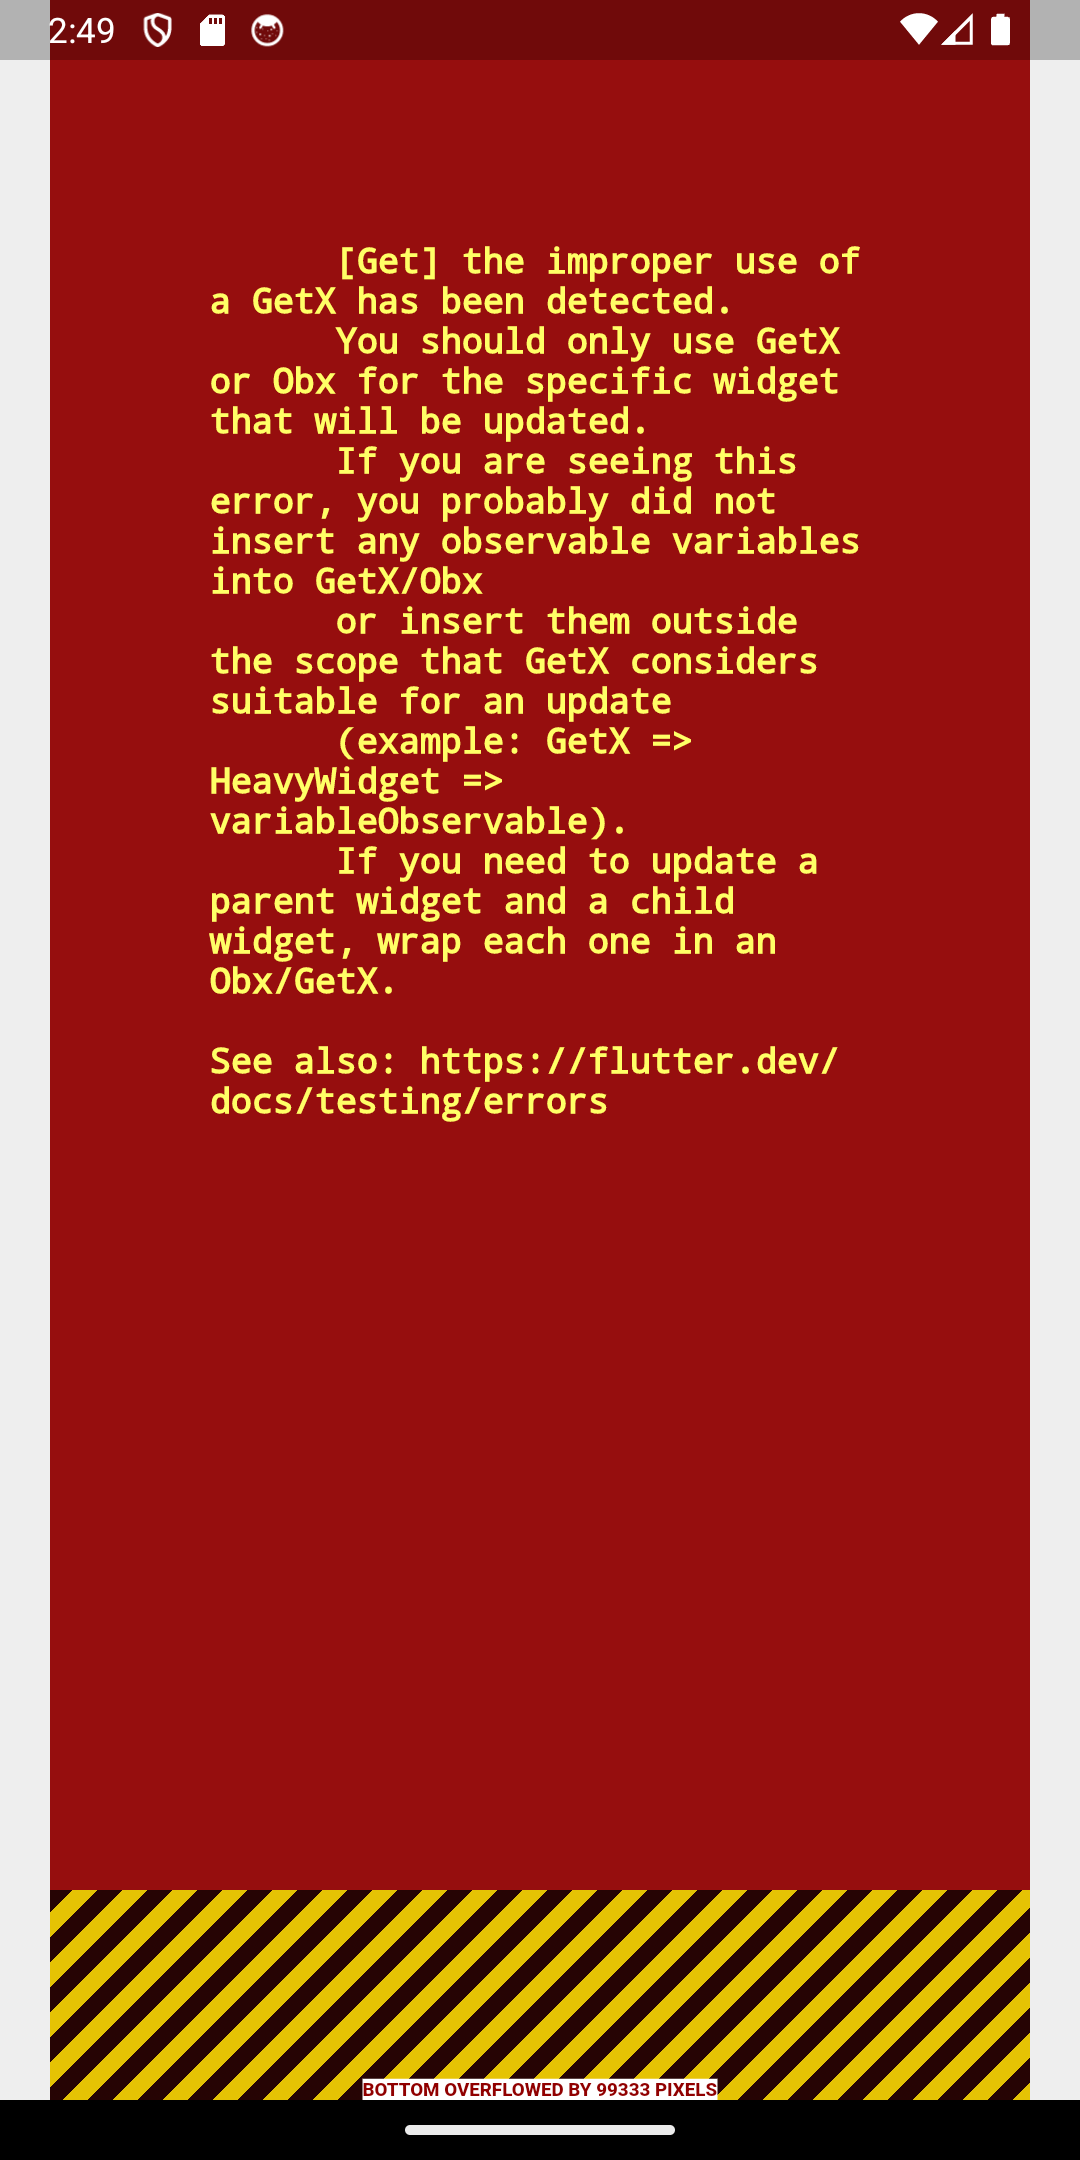 2:49
[Get] the improper use of
a GetX has been detected.
You should only use GetX
or Obx for the specific widget
that will be updated.
If you are seeing this
error, you probably did not
insert any observable variables
into GetX/Obx
or insert them outside
the scope that GetX considers
suitable for an update
(example: GetX =>
HeavyWidget =>
variableObservable).
If you need to update a
parent widget and a child
widget, wrap each one in an
Obx/GetX.
See also: https://flutter.dev/
docs/testing/errors
BOTTOM OVERFLOWED BY 99333 PIXELS